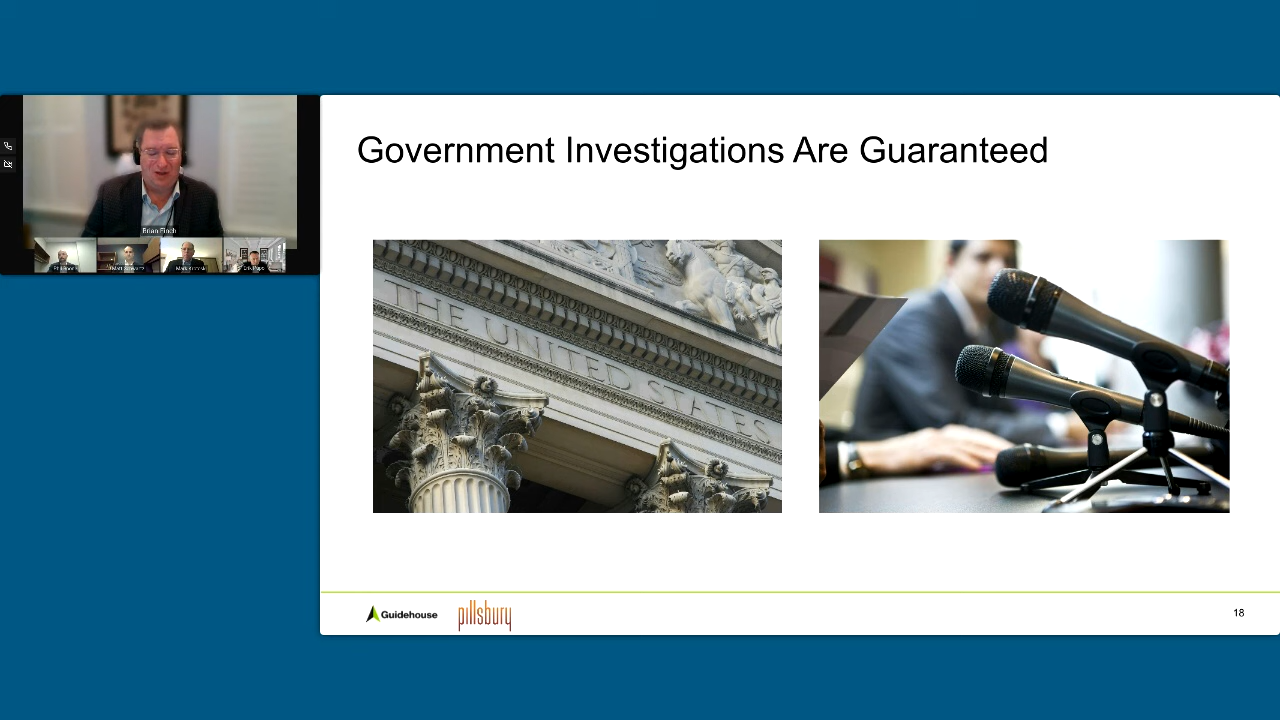 Government Investigations Are Guaranteed
Brian Finch
THE UNITED STATES
Guidehouse
pillsbury
18